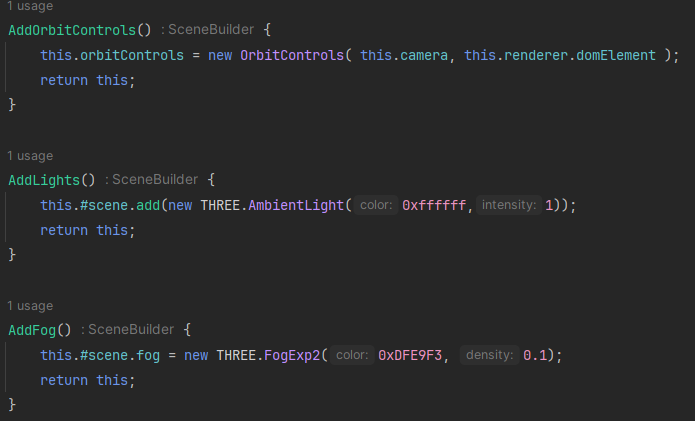 1 usage
AddOrbitControls() : SceneBuilder {
this.orbitControls = new OrbitControls( this.camera, this.renderer.domElement );
return this;
}
1 usage
AddLights() : SceneBuilder {
this.#scene.add(new THREE.AmbientLight( color: 0xffffff, intensity: 1));
return this;
}
1 usage
AddFog() : SceneBuilder {
this.#scene.fog = new THREE.FogExp2( color: 0xDFE9F3, density: 0.1);
return this;
}